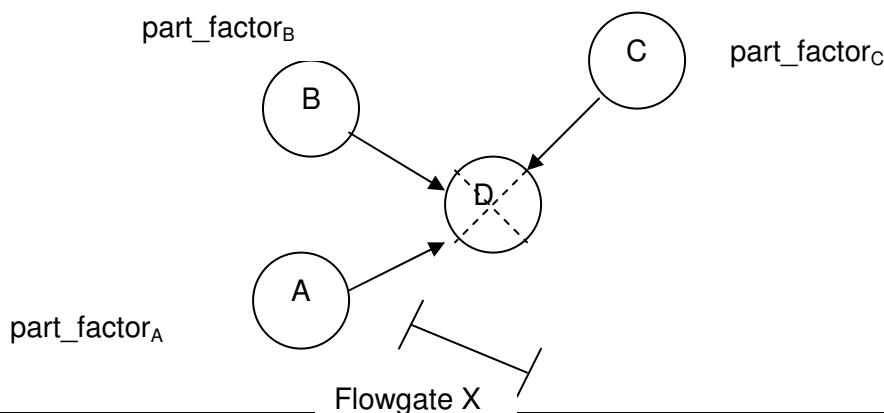 part_factorB
C
part_factorC
B
D
A
part_factorA
Flowgate X